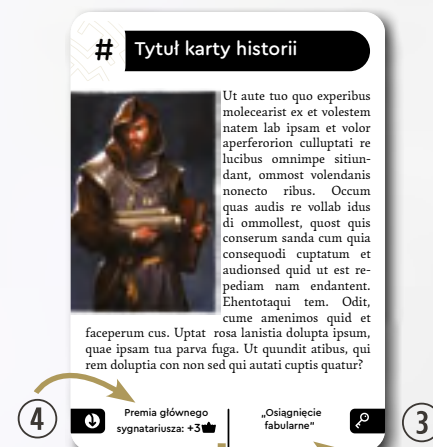 # Tytuł karty historii
Ut aute tuo quo experibus
molecearist ex et volestem
natem lab ipsam et volor
aperferorion culluptati re
lucibus omnimpe sitiun-
dant, ommost volendanis
nonecto ribus. Occum
quas audis re vollab idus
di ommollest, quost quis
conserum sanda cum quia
consequodi cuptatum et
audionsed quid ut est re-
pediam nam endantent.
Ehentotaqui tem. Odit,
cume amenimos quid et
faceperum cus. Uptat rosa lanistia dolupta ipsum,
quae ipsam tua parva fuga. Ut quundit atibus, qui
rem doluptia con non sed qui autati cuptis quatur?
4
Premia głównego
sygnatariusza: +3
„Osiągnięcie
fabularne”
3